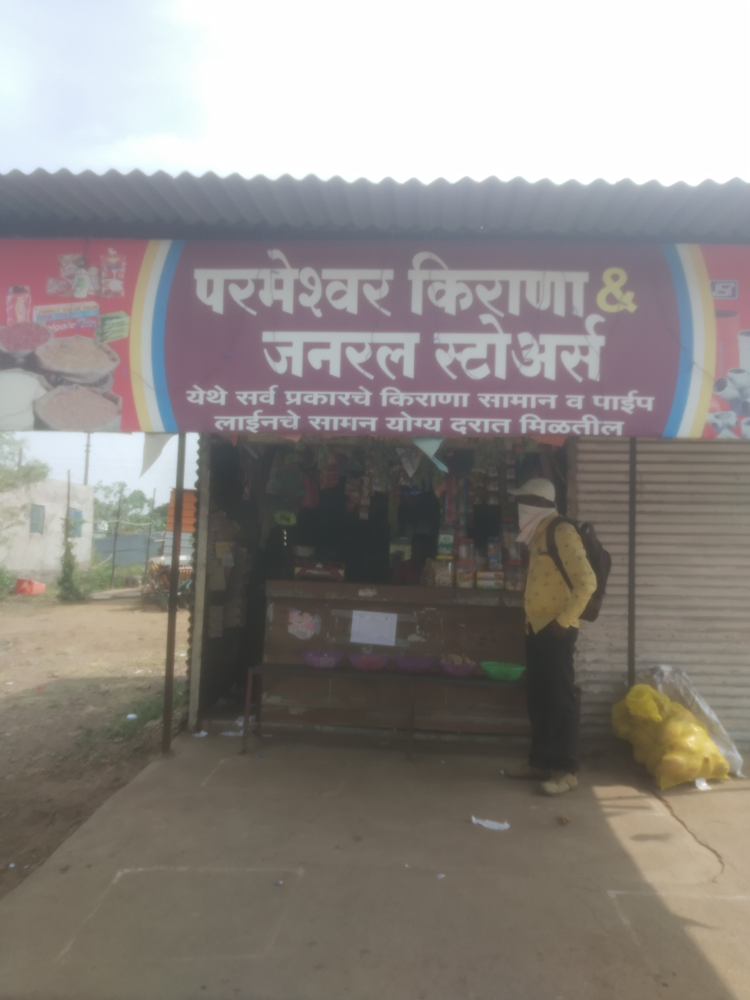 परमेश्वर किराणा &
जनरल स्टोअर्स
येथे सर्व प्रकारचे किराणा सामान व पाईप
लाईनचे सामन योग्य दरात मिळतील